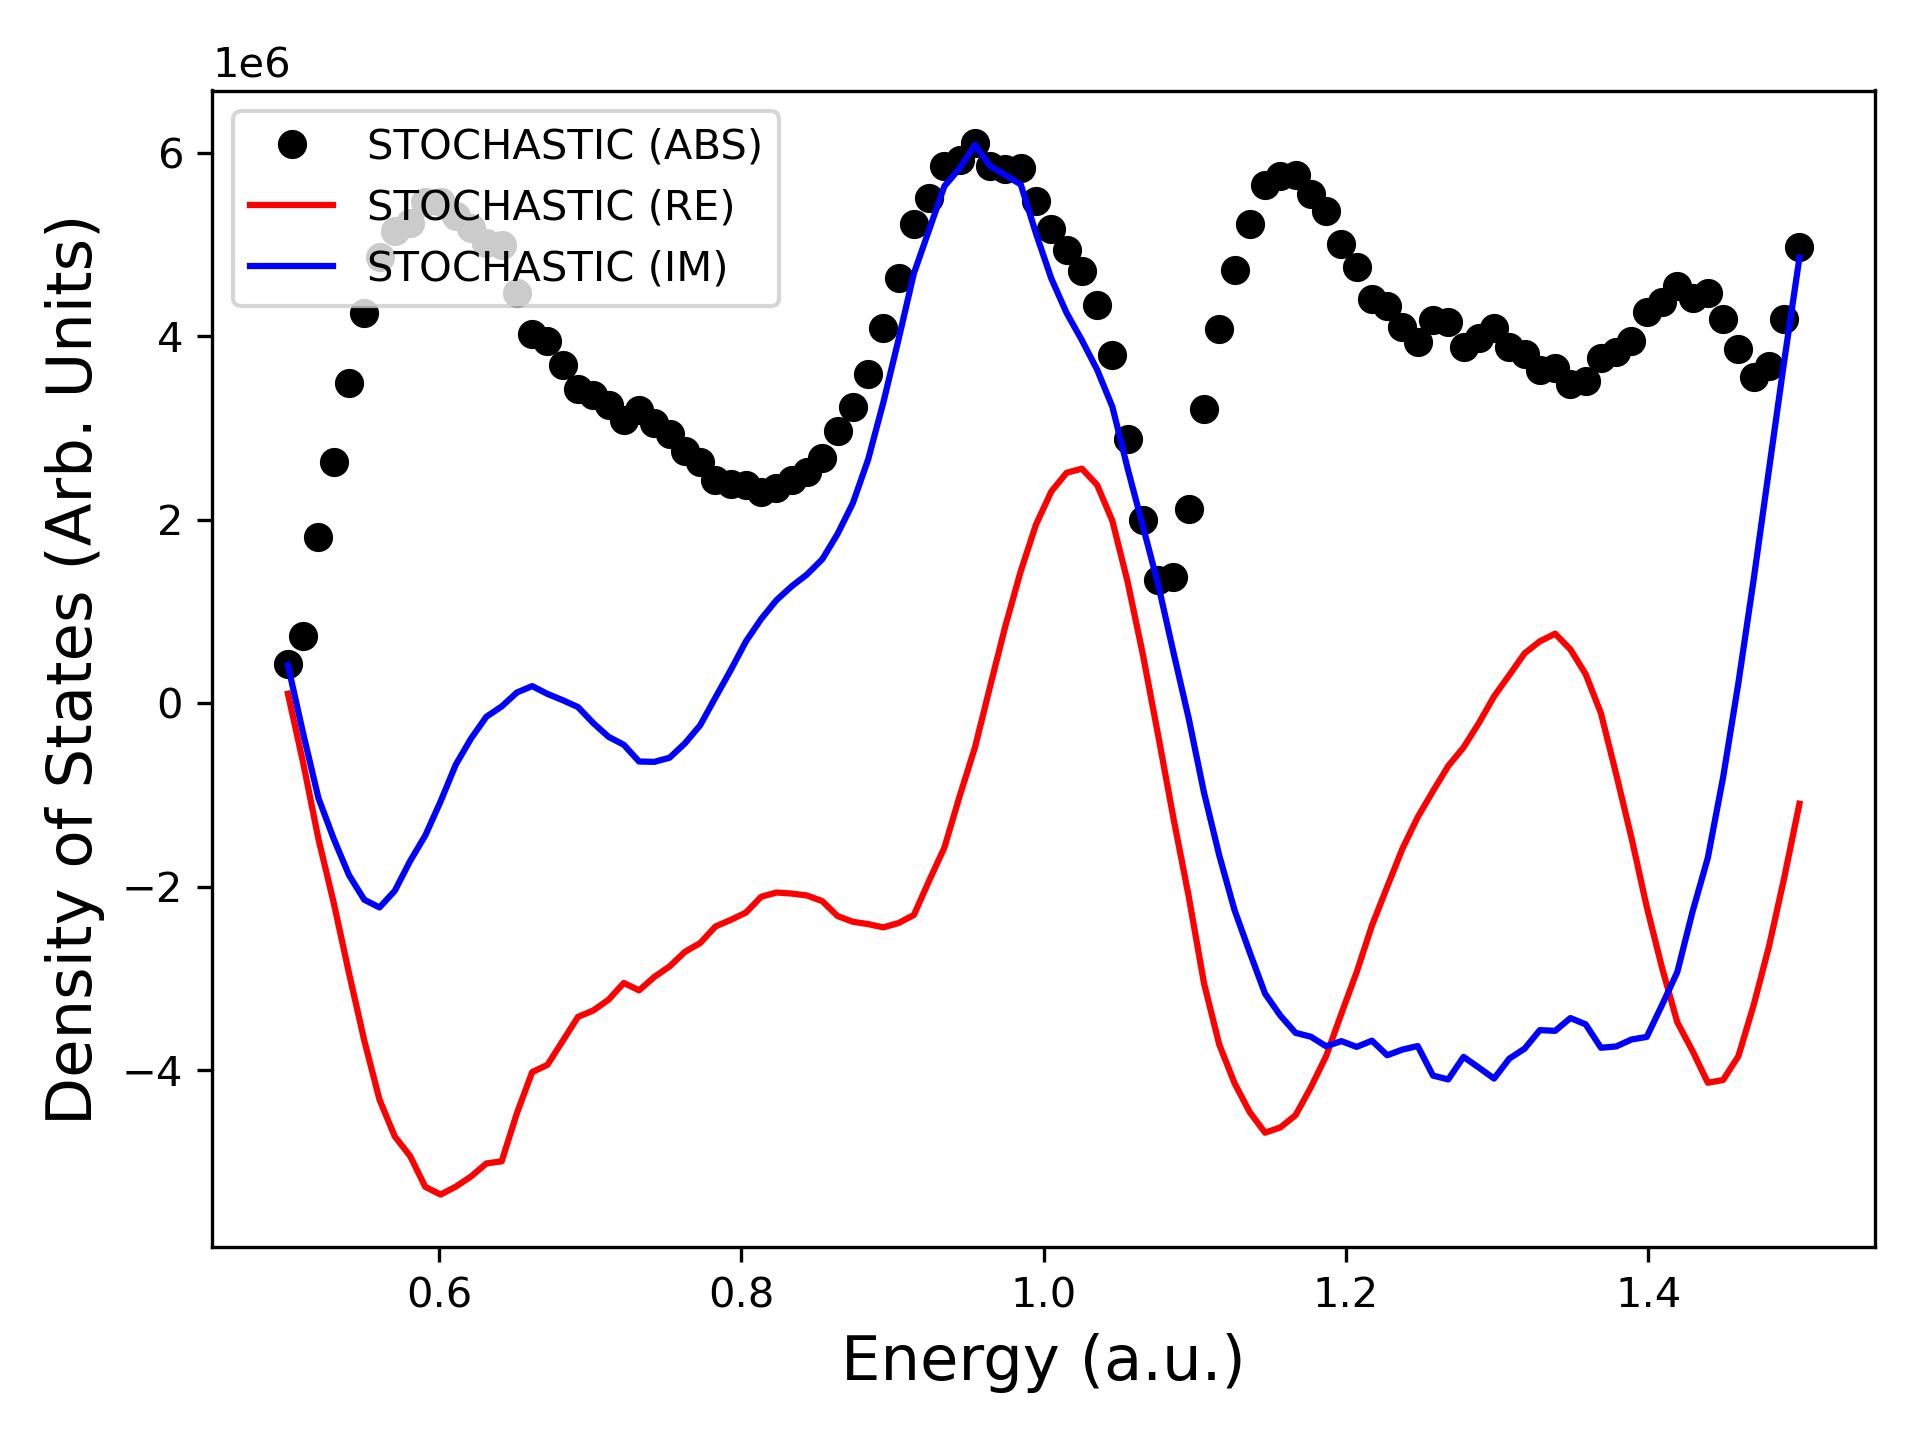 1e6
STOCHASTIC (ABS)
STOCHASTIC (RE)
STOCHASTIC (IM)
Density of States (Arb. Units)
6
4
2
0
−2
−4
0.6 0.8 1.0 1.2 1.4
Energy (a.u.)